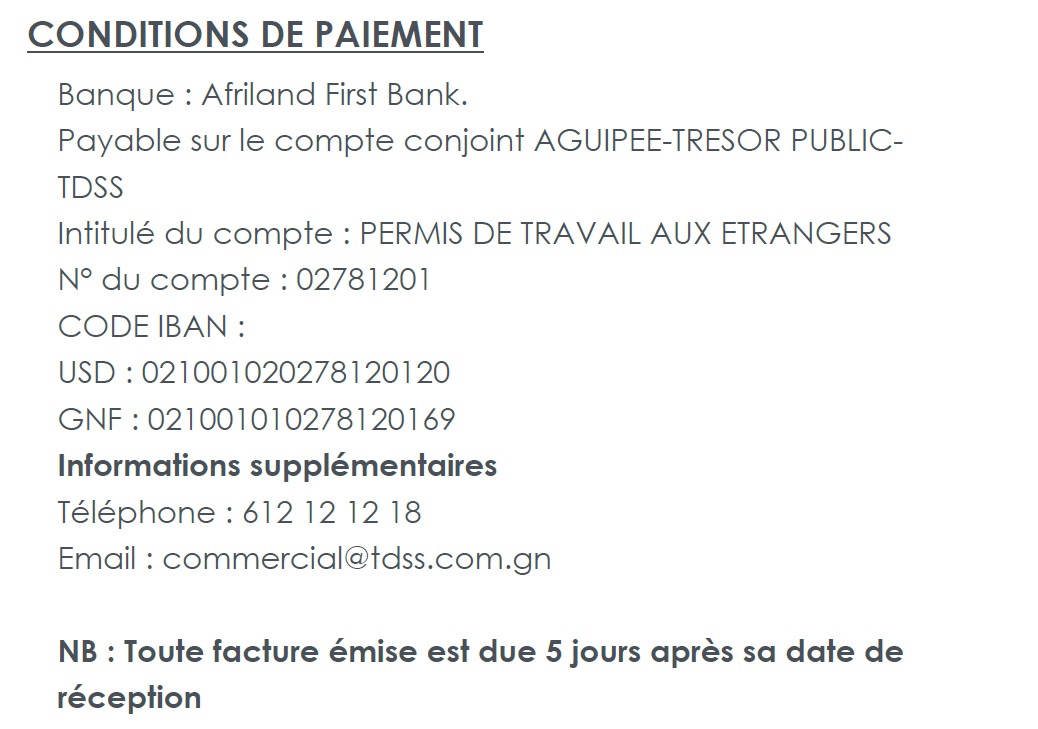 CONDITIONS DE PAIEMENT
Banque : Afriland First Bank.
Payable sur le compte conjoint AGUIPEE-TRESOR PUBLIC-
TDSS
Intitulé du compte : PERMIS DE TRAVAIL AUX ETRANGERS
N° du compte : 02781201
CODE IBAN :
USD : 021001020278120120
GNF : 021001010278120169
Informations supplémentaires
Téléphone : 612 12 12 18
Email : commercial@tdss.com.gn
NB : Toute facture émise est due 5 jours après sa date de
réception